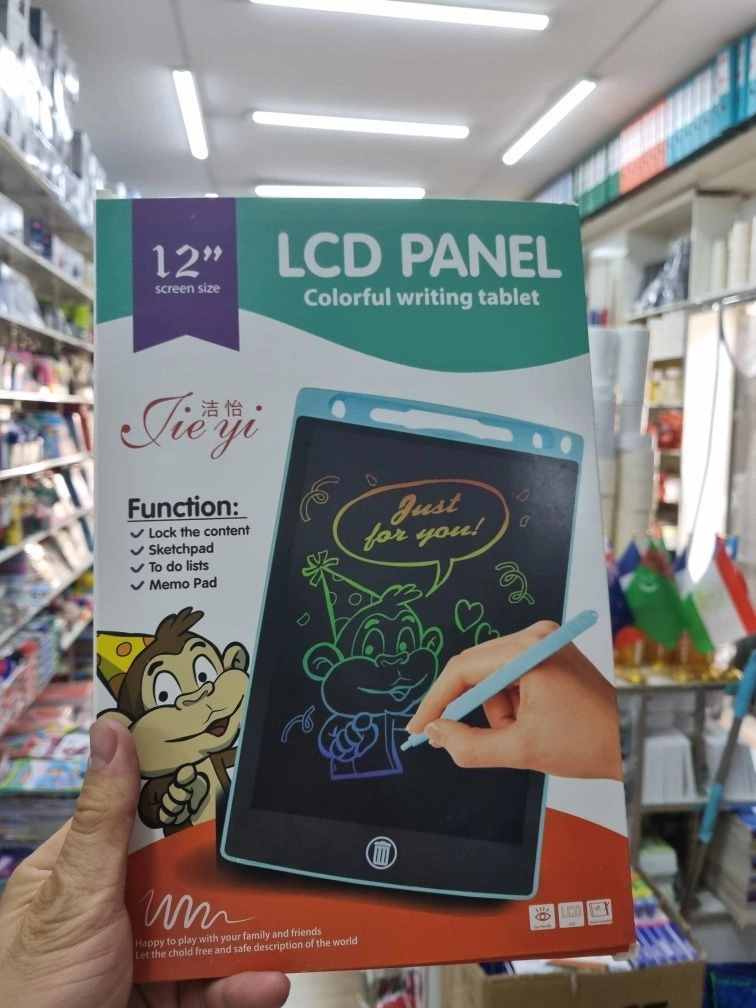 12”
screen size
LCD PANEL
Colorful writing tablet
洁怡
Jie yi
Function:
Lock the content
Sketchpad
To do lists
Memo Pad
Just
for you!
Happy to play with your family and friends
Let the chold free and safe description of the world
LCD